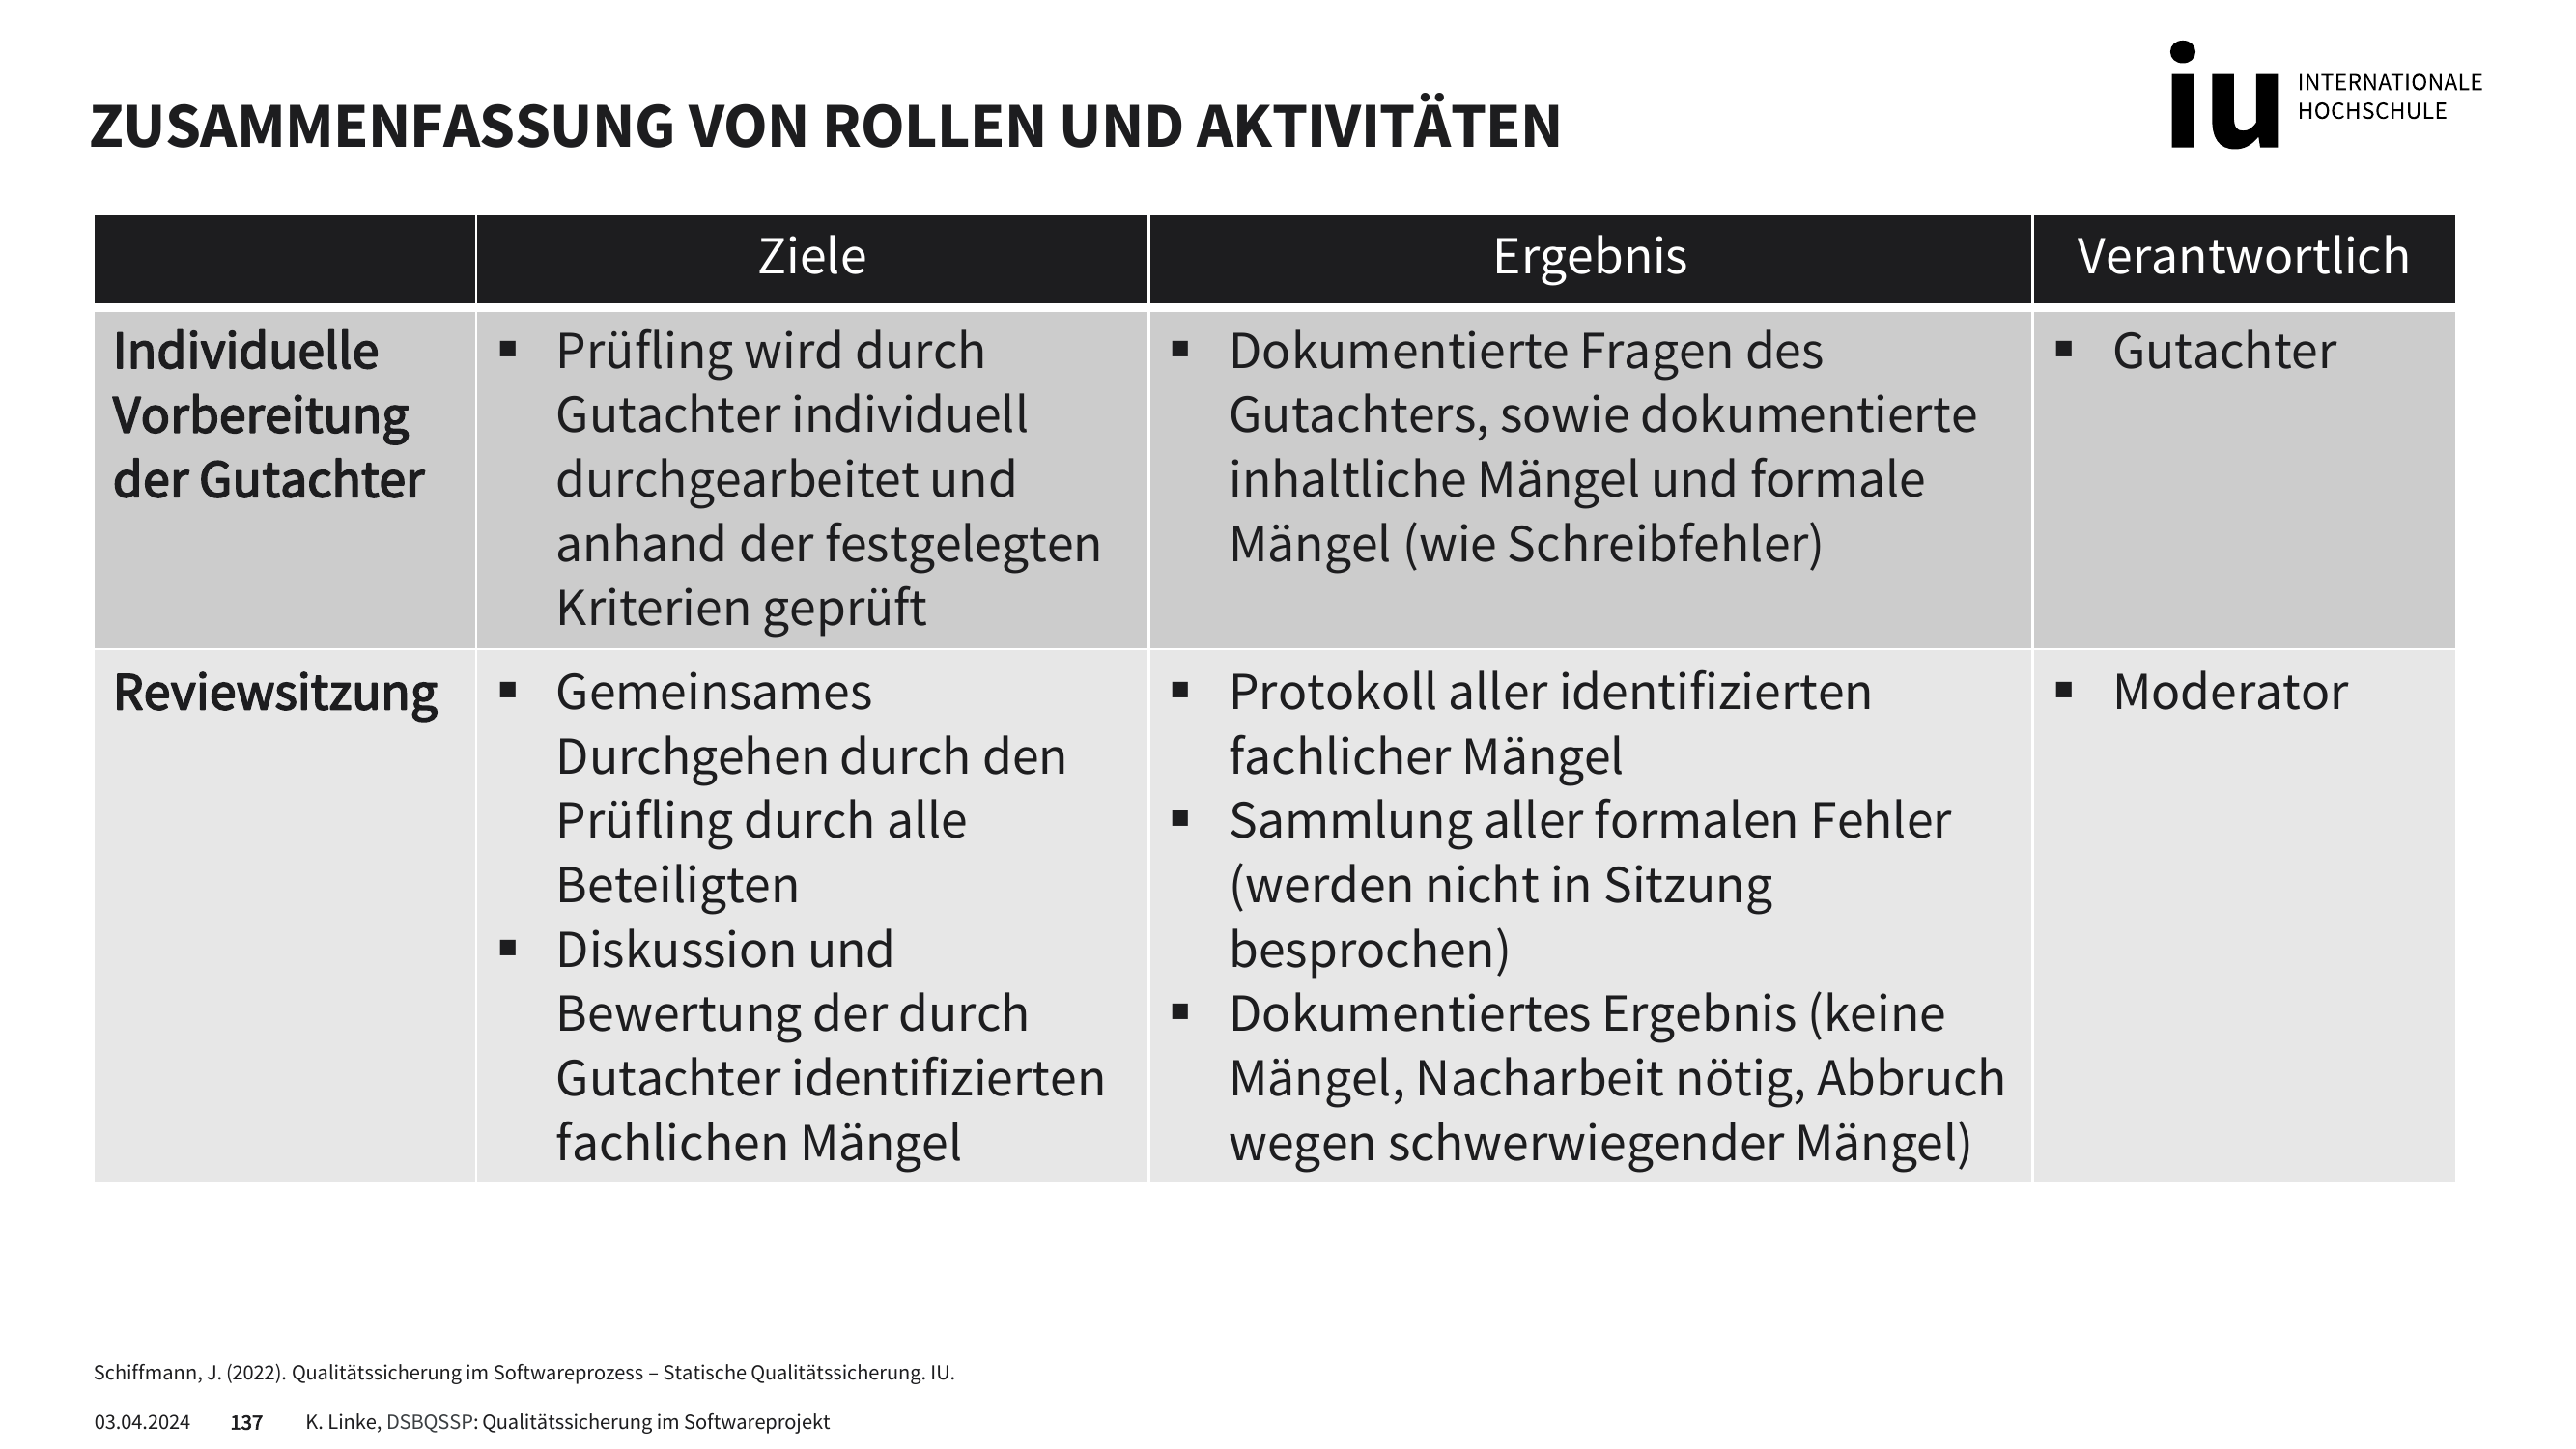 ZUSAMMENFASSUNG VON ROLLEN UND AKTIVITÄTEN
iu INTERNATIONALE
HOCHSCHULE
Ziele
Ergebnis
Verantwortlich
Individuelle
Vorbereitung
der Gutachter
▪ Prüfling wird durch
Gutachter individuell
durchgearbeitet und
anhand der festgelegten
Kriterien geprüft
▪ Dokumentierte Fragen des
Gutachters, sowie dokumentierte
inhaltliche Mängel und formale
Mängel (wie Schreibfehler)
▪ Gutachter
Reviewsitzung
▪ Gemeinsames
Durchgehen durch den
Prüfling durch alle
Beteiligten
▪ Diskussion und
Bewertung der durch
Gutachter identifizierten
fachlichen Mängel
▪ Protokoll aller identifizierten
fachlicher Mängel
▪ Sammlung aller formalen Fehler
(werden nicht in Sitzung
besprochen)
▪ Dokumentiertes Ergebnis (keine
Mängel, Nacharbeit nötig, Abbruch
wegen schwerwiegender Mängel)
▪ Moderator
Schiffmann, J. (2022). Qualitätssicherung im Softwareprozess – Statische Qualitätssicherung. IU.
03.04.2024 137 K. Linke, DSBQSSP: Qualitätssicherung im Softwareprojekt